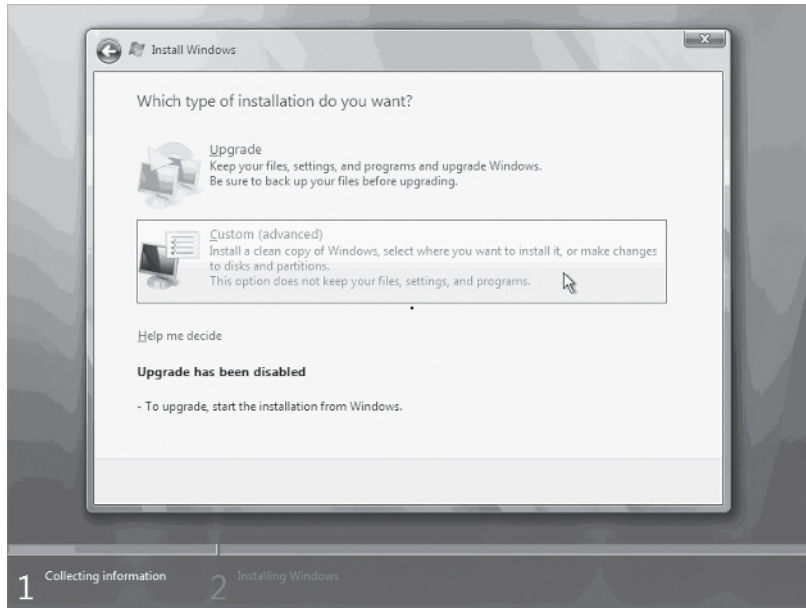 Install Windows
Which type of installation do you want?
Upgrade
Keep your files, settings, and programs and upgrade Windows.
Be sure to back up your files before upgrading.
Custom (advanced)
Install a clean copy of Windows, select where you want to install it, or make changes
to disks and partitions.
This option does not keep your files, settings, and programs.
Help me decide
Upgrade has been disabled
- To upgrade, start the installation from Windows.
1 Collecting information
2 Installing Windows